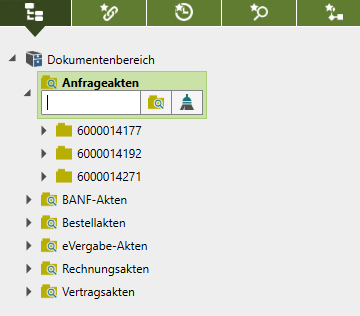 Dokumentenbereich
Anfrageakten
6000014177
6000014192
6000014271
BANF-Akten
Bestellakten
eVergabe-Akten
Rechnungsakten
Vertragsakten